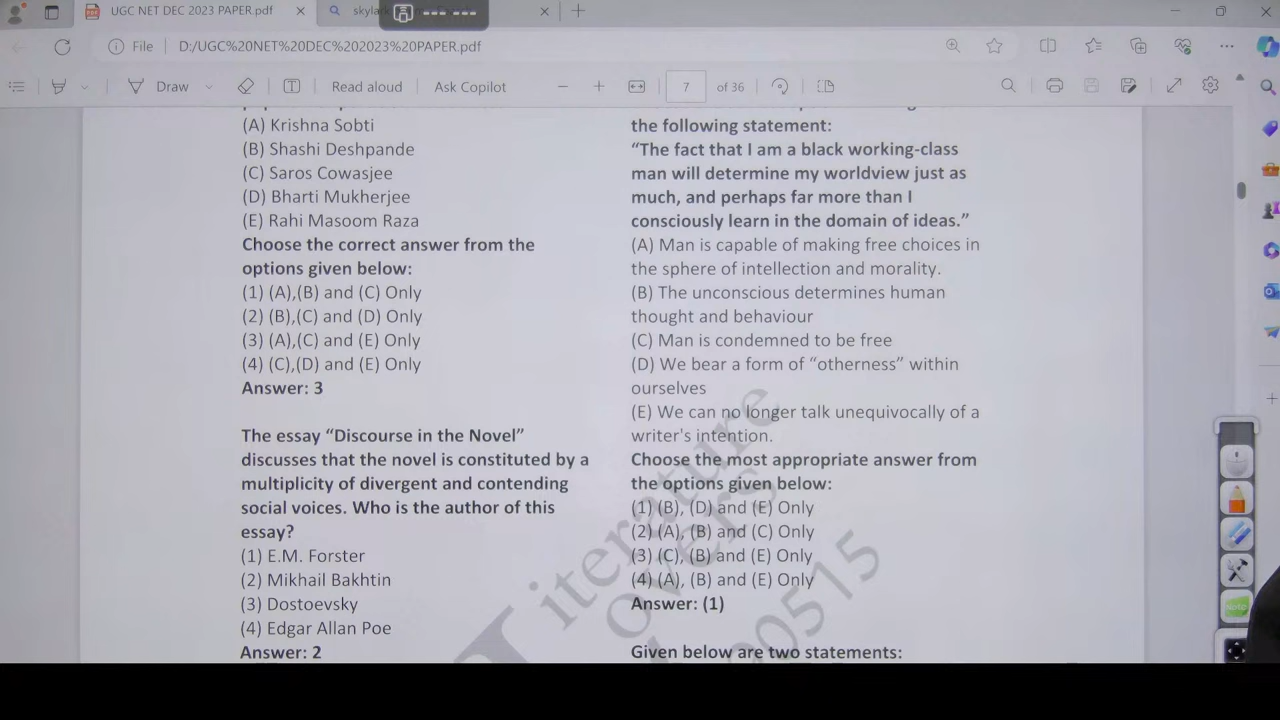 UGC NET DEC 2023 PAPER.pdf
File
D:/UGC%20NET%20DEC%202023%20PAPER.pdf
Draw
Read aloud
Ask Copilot
7
of 36
(A) Krishna Sobti
(B) Shashi Deshpande
(C) Saros Cowasjee
(D) Bharti Mukherjee
(E) Rahi Masoom Raza
Choose the correct answer from the
options given below:
(1) (A),(B) and (C) Only
(2) (B),(C) and (D) Only
(3) (A),(C) and (E) Only
(4) (C),(D) and (E) Only
Answer: 3
The essay “Discourse in the Novel”
discusses that the novel is constituted by a
multiplicity of divergent and contending
social voices. Who is the author of this
essay?
(1) E.M. Forster
(2) Mikhail Bakhtin
(3) Dostoevsky
(4) Edgar Allan Poe
Answer: 2
the following statement:
“The fact that I am a black working-class
man will determine my worldview just as
much, and perhaps far more than I
consciously learn in the domain of ideas.”
(A) Man is capable of making free choices in
the sphere of intellection and morality.
(B) The unconscious determines human
thought and behaviour
(C) Man is condemned to be free
(D) We bear a form of “otherness” within
ourselves
(E) We can no longer talk unequivocally of a
writer's intention.
Choose the most appropriate answer from
the options given below:
(1) (B), (D) and (E) Only
(2) (A), (B) and (C) Only
(3) (C), (B) and (E) Only
(4) (A), (B) and (E) Only
Answer: (1)
Given below are two statements:
Literature
overs
00515